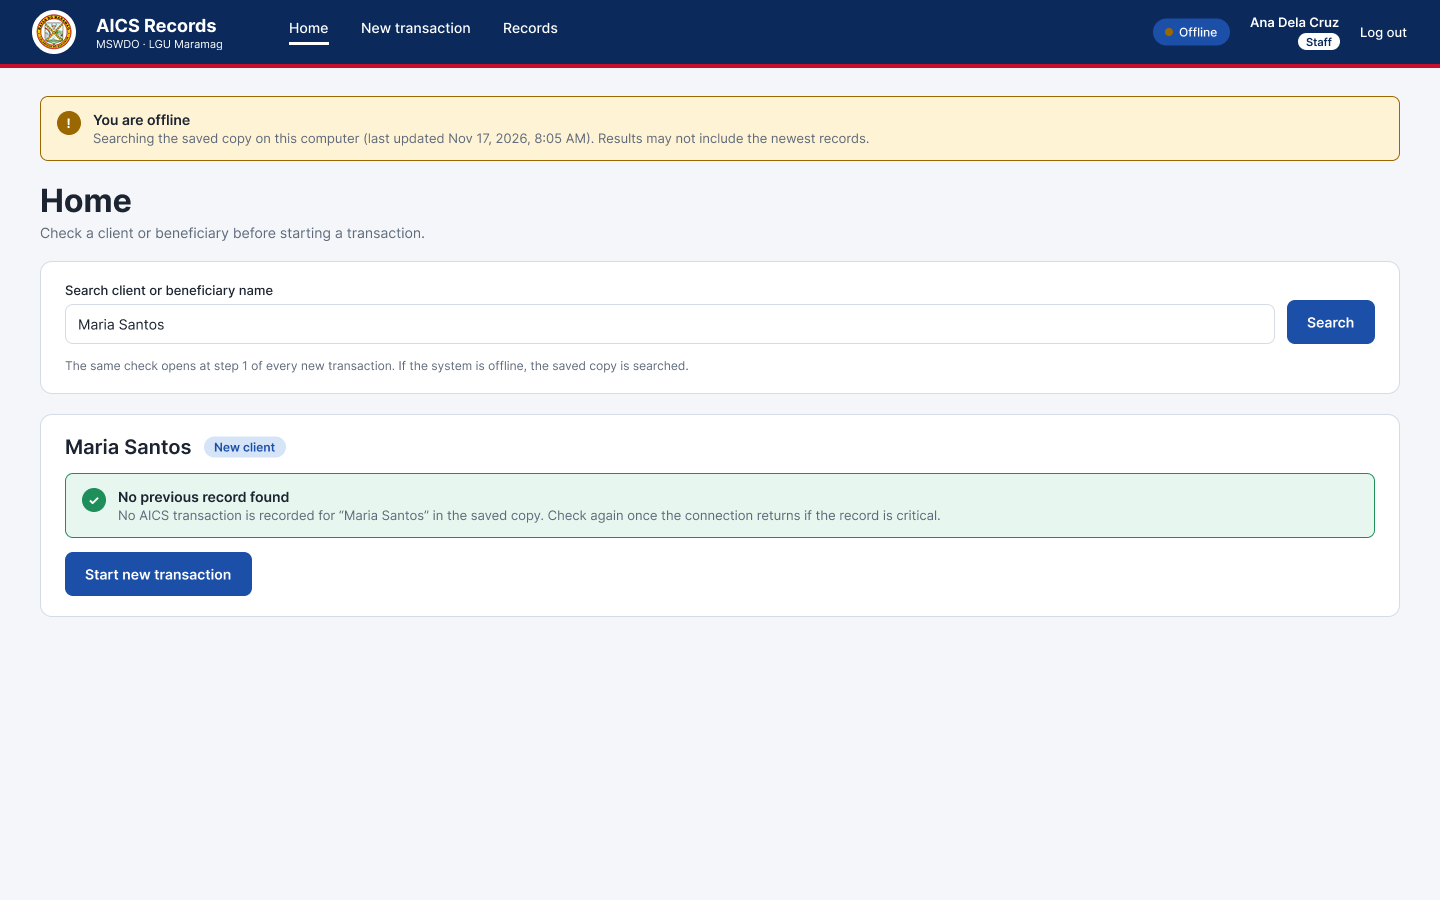 AICS Records
MSWDO · LGU Maramag
Home
New transaction
Records
Offline
Ana Dela Cruz
Staff
Log out
!
You are offline
Searching the saved copy on this computer (last updated Nov 17, 2026, 8:05 AM). Results may not include the newest records.
Home
Check a client or beneficiary before starting a transaction.
Search client or beneficiary name
Maria Santos
Search
The same check opens at step 1 of every new transaction. If the system is offline, the saved copy is searched.
Maria Santos
New client
No previous record found
No AICS transaction is recorded for “Maria Santos” in the saved copy. Check again once the connection returns if the record is critical.
Start new transaction